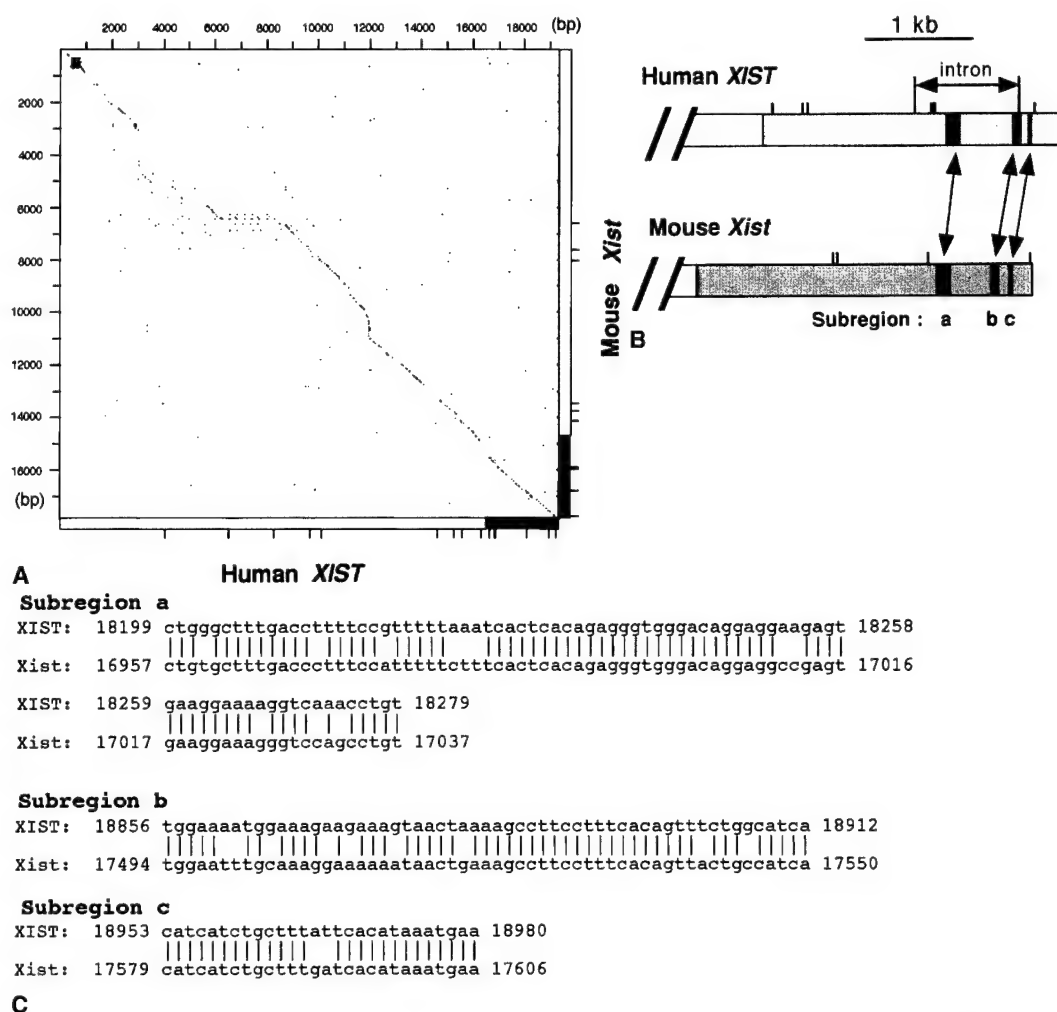 2000 4000 6000 8000 10000 12000 14000 16000 18000 (bp)
2000
4000
6000
8000
10000
12000
14000
16000
(bp)
Mouse Xist
Human XIST
A
1 kb
Human XIST
intron
Mouse Xist
Subregion : a b c
B
Subregion a
XIST: 18199 ctgggctttgaccttttccgtttttaaatcactcacagagggtgggacaggaggaagagt 18258
Xist: 16957 ctgtgctttgaccctttccatttttctttcactcacagagggtgggacaggaggccgagt 17016
XIST: 18259 gaaggaaaaggtcaaacctgt 18279
Xist: 17017 gaaggaaagggtccagcctgt 17037
Subregion b
XIST: 18856 tggaaaatggaaagaagaaagtaactaaaagccttcctttcacagtttctggcatca 18912
Xist: 17494 tggaatttgcaaaggaaaaaataactgaaagccttcctttcacagttactgccatca 17550
Subregion c
XIST: 18953 catcatctgctttattcacataaatgaa 18980
Xist: 17579 catcatctgctttgatcacataaatgaa 17606
C